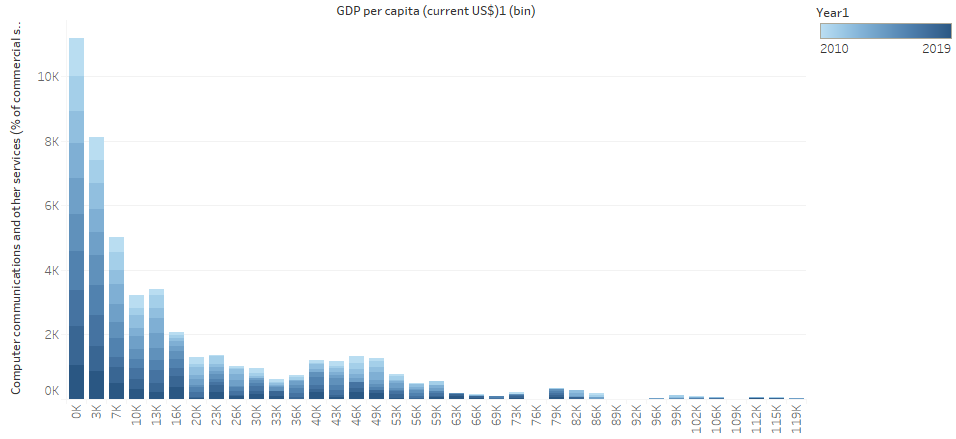 GDP per capita (current US$)1 (bin)
Year1
2010 2019
Computer communications and other services (% of commercial s..
10K
8K
6K
4K
2K
0K
0K 3K 7K 10K 13K 16K 20K 23K 26K 30K 33K 36K 40K 43K 46K 49K 53K 56K 59K 63K 66K 69K 73K 76K 79K 82K 86K 89K 92K 96K 99K 102K 106K 109K 112K 115K 119K